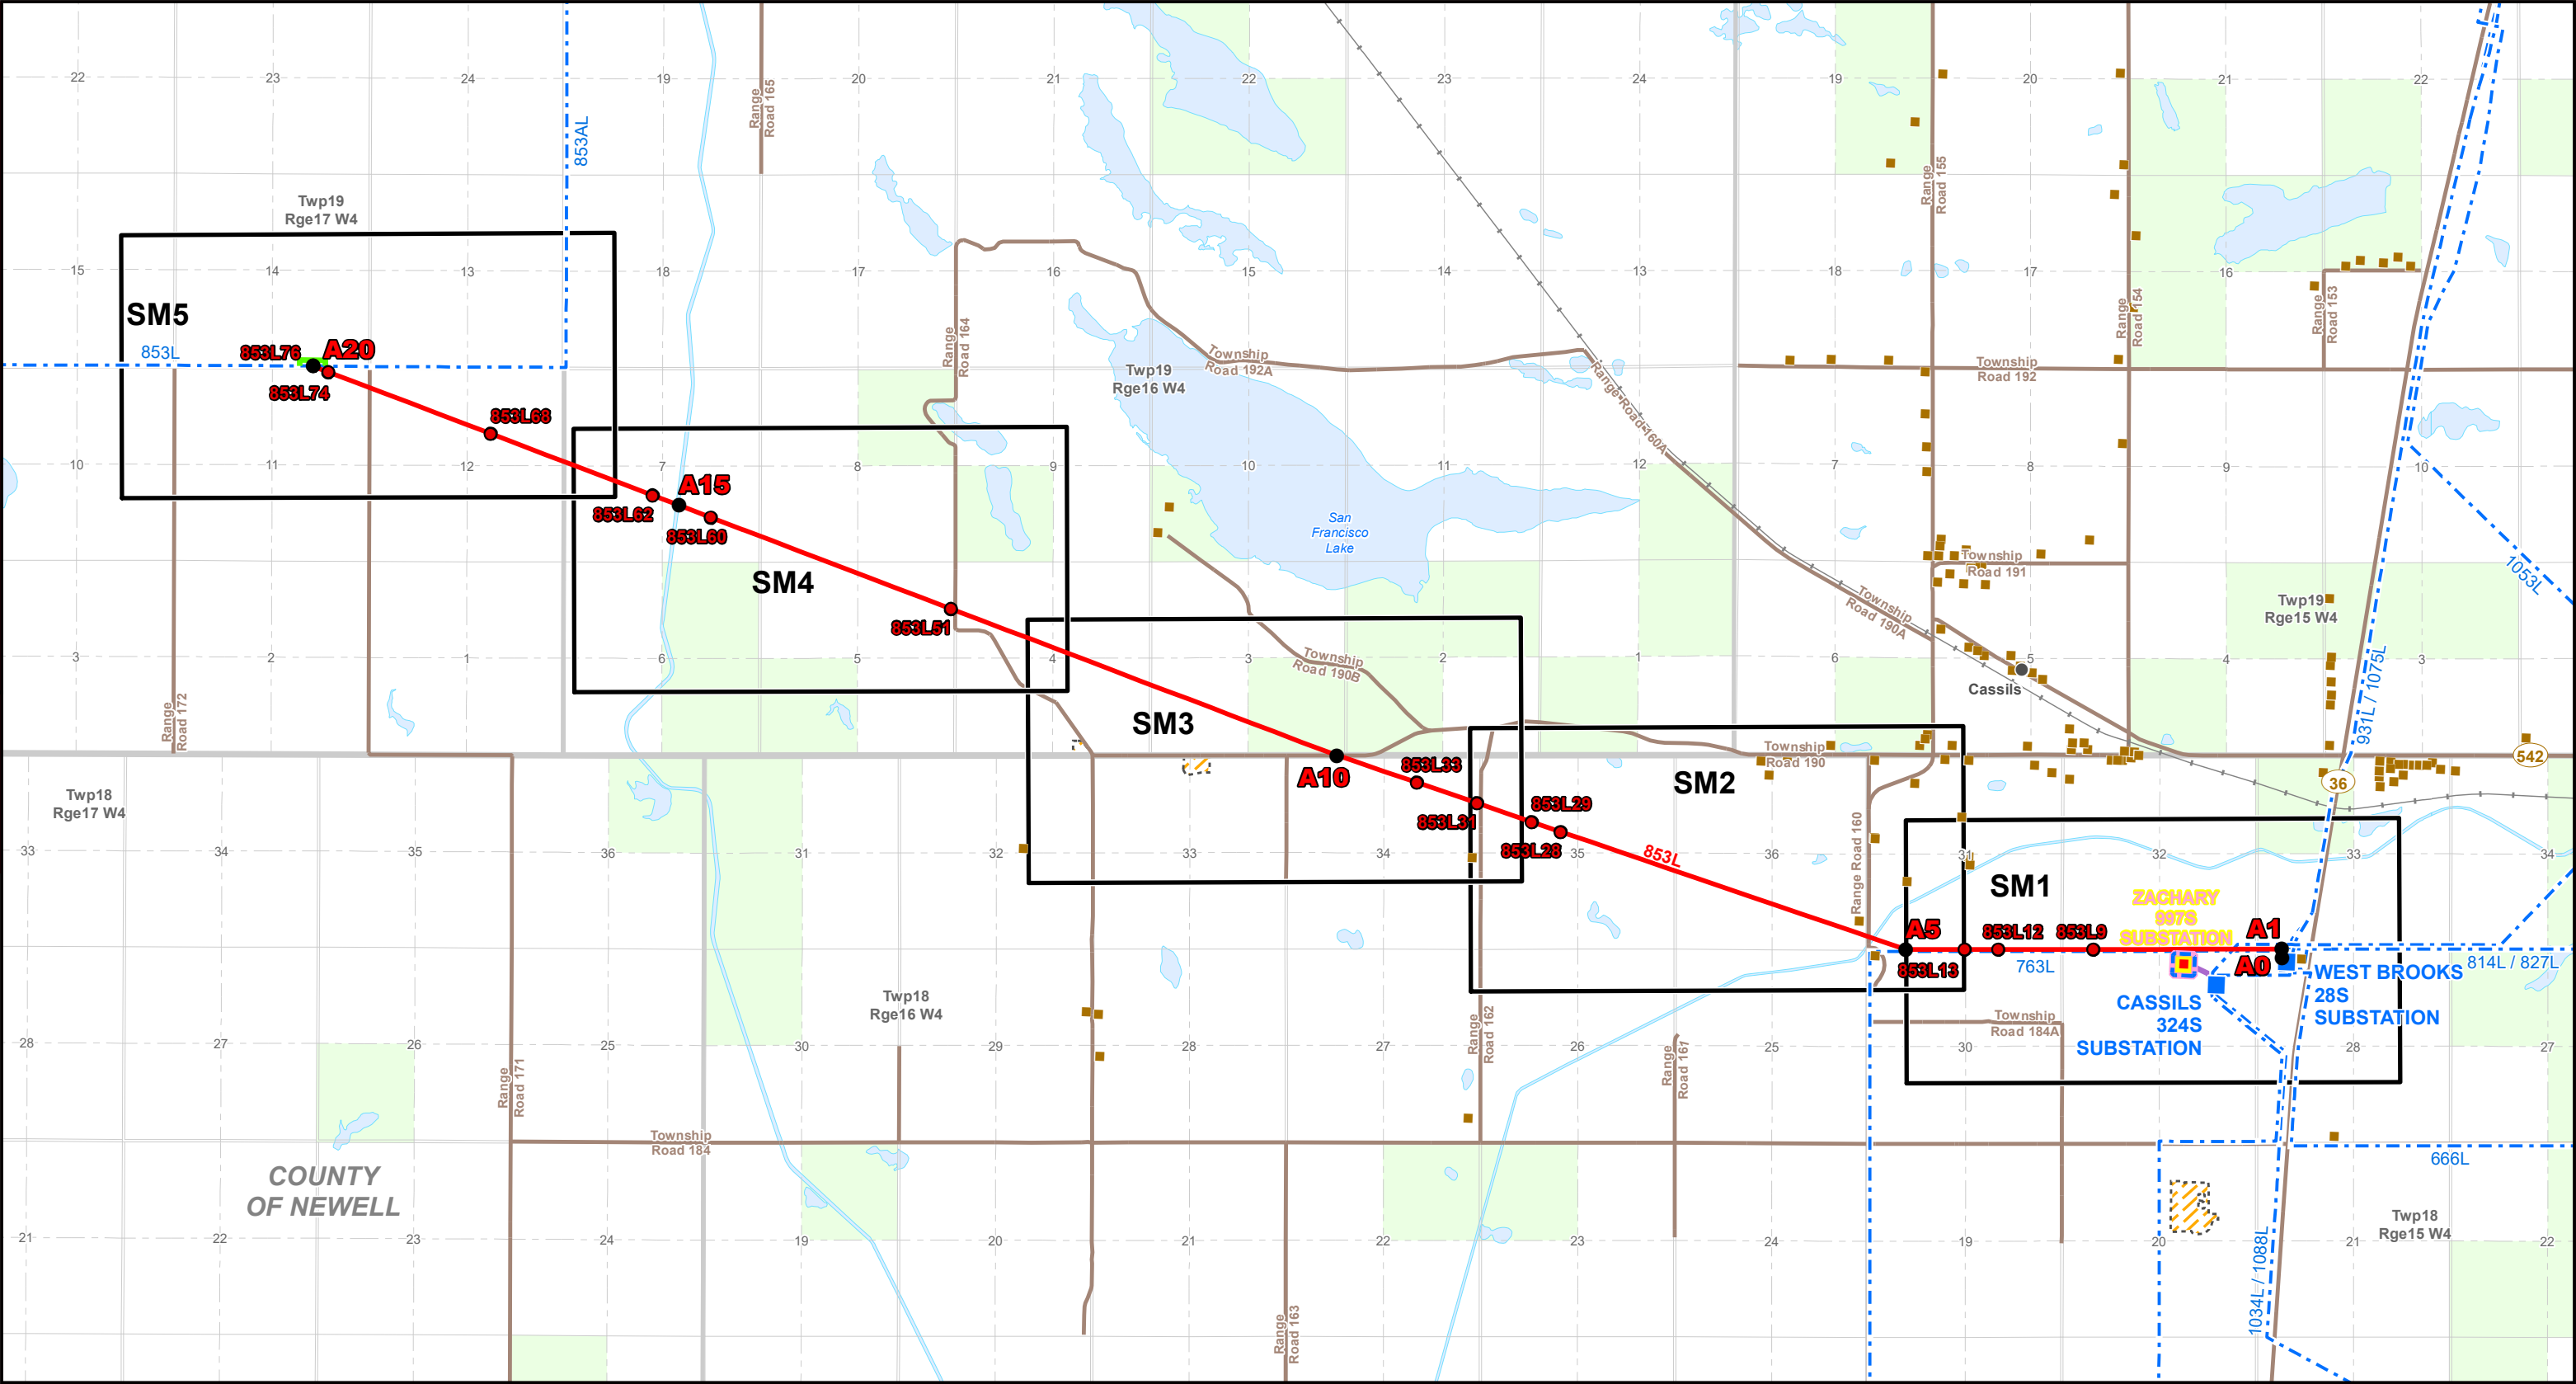 22
23
24
19
20
21
22
23
24
19
20
21
22
Range
Road 165
853AL
Range
Road 155
Twp19
Rge17 W4
15
14
13
18
17
16
15
14
13
18
17
16
SM5
Range
Road 164
Range
Road 154
Range
Road 153
853L
853L76
A20
853L74
Township
Road 192A
Twp19
Rge16 W4
Range Road 160A
Township
Road 192
853L68
10
11
12
7
8
9
10
11
12
7
8
9
10
A15
853L62
853L60
San
Francisco
Lake
Township
Road 191
1053L
SM4
Township
Road 190A
Twp19
Rge15 W4
853L51
3
2
1
6
5
4
3
2
1
6
5
4
3
Township
Road 190B
Cassils
931L / 1075L
Range
Road 172
SM3
A10
853L33
Township
Road 190
SM2
542
36
Twp18
Rge17 W4
853L31
853L29
853L28
853L
Range Road 160
33
34
35
36
31
32
33
34
35
36
31
32
33
34
SM1
ZACHARY
997S
SUBSTATION
A5
853L13
853L12
853L9
A1
A0
763L
814L / 827L
WEST BROOKS
28S
SUBSTATION
CASSILS
324S
SUBSTATION
Twp18
Rge16 W4
Township
Road 184A
28
27
26
25
30
29
28
27
26
25
30
28
27
Range
Road 171
Range
Road 162
Range
Road 161
Township
Road 184
666L
COUNTY
OF NEWELL
Twp18
Rge15 W4
21
22
23
24
19
20
21
22
23
24
19
20
21
22
1034L / 1088L
Range
Road 163